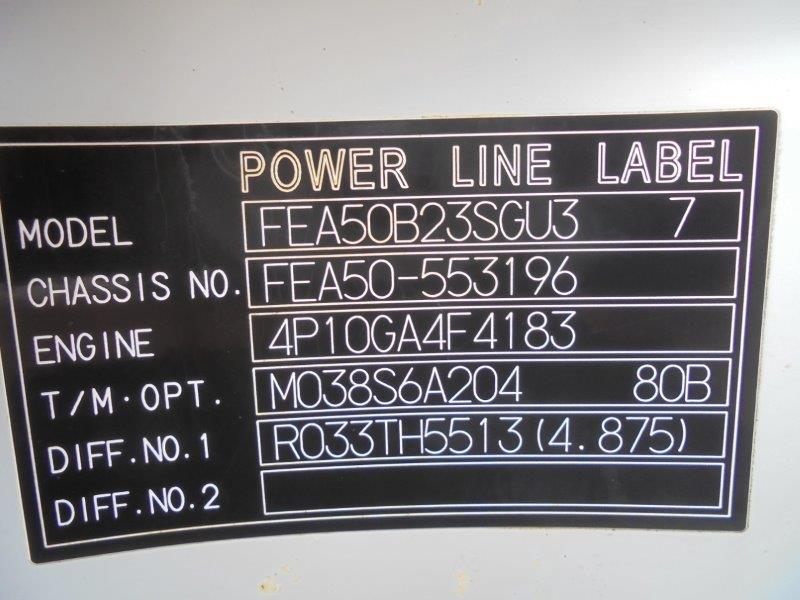 POWER LINE LABEL
MODEL FEA50B23SGU3 7
CHASSIS NO. FEA50-553196
ENGINE 4P10GA4F4183
T/M·OPT. M038S6A204 80B
DIFF.NO.1 R033TH5513(4.875)
DIFF.NO.2